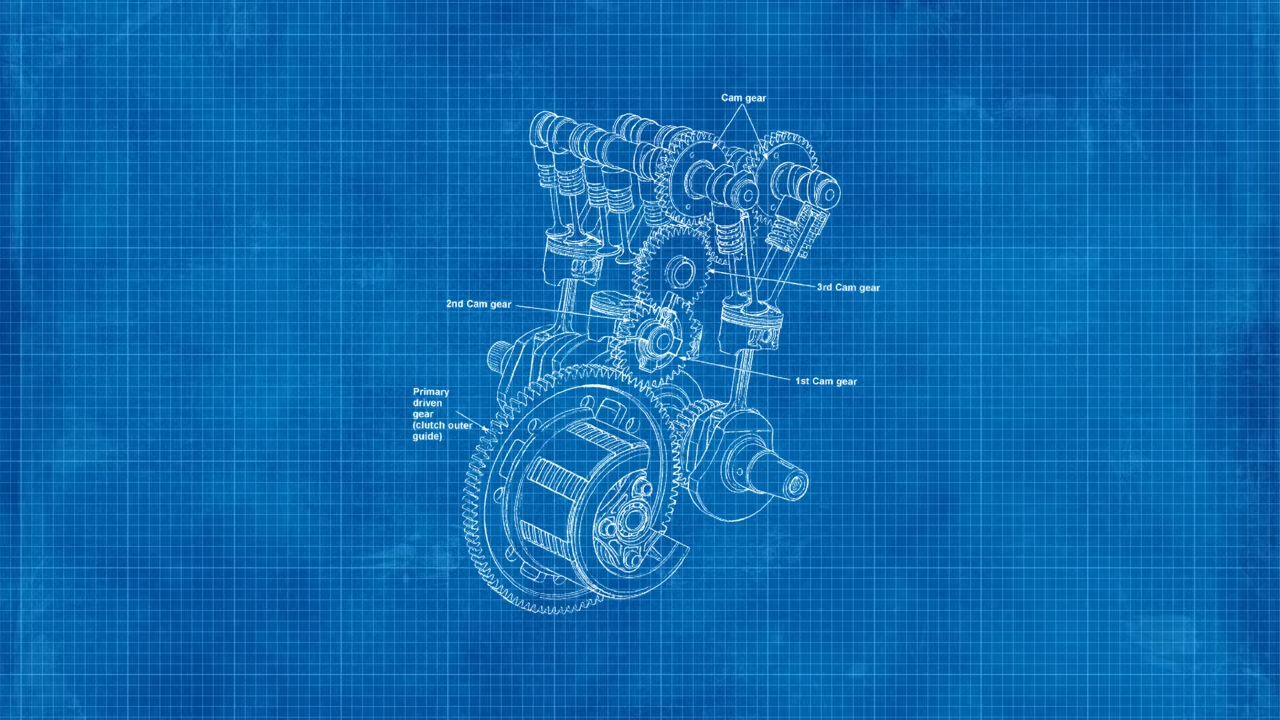 Cam gear
3rd Cam gear
2nd Cam gear
1st Cam gear
Primary
driven
gear
(clutch outer
guide)